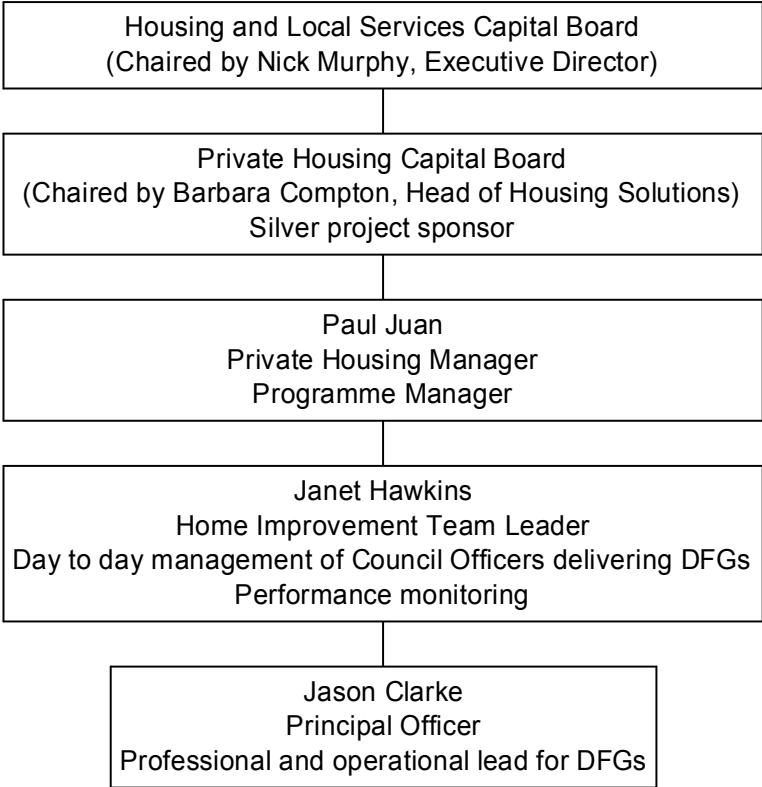 Housing and Local Services Capital Board
(Chaired by Nick Murphy, Executive Director)
Private Housing Capital Board
(Chaired by Barbara Compton, Head of Housing Solutions)
Silver project sponsor
Paul Juan
Private Housing Manager
Programme Manager
Janet Hawkins
Home Improvement Team Leader
Day to day management of Council Officers delivering DFGs
Performance monitoring
Jason Clarke
Principal Officer
Professional and operational lead for DFGs